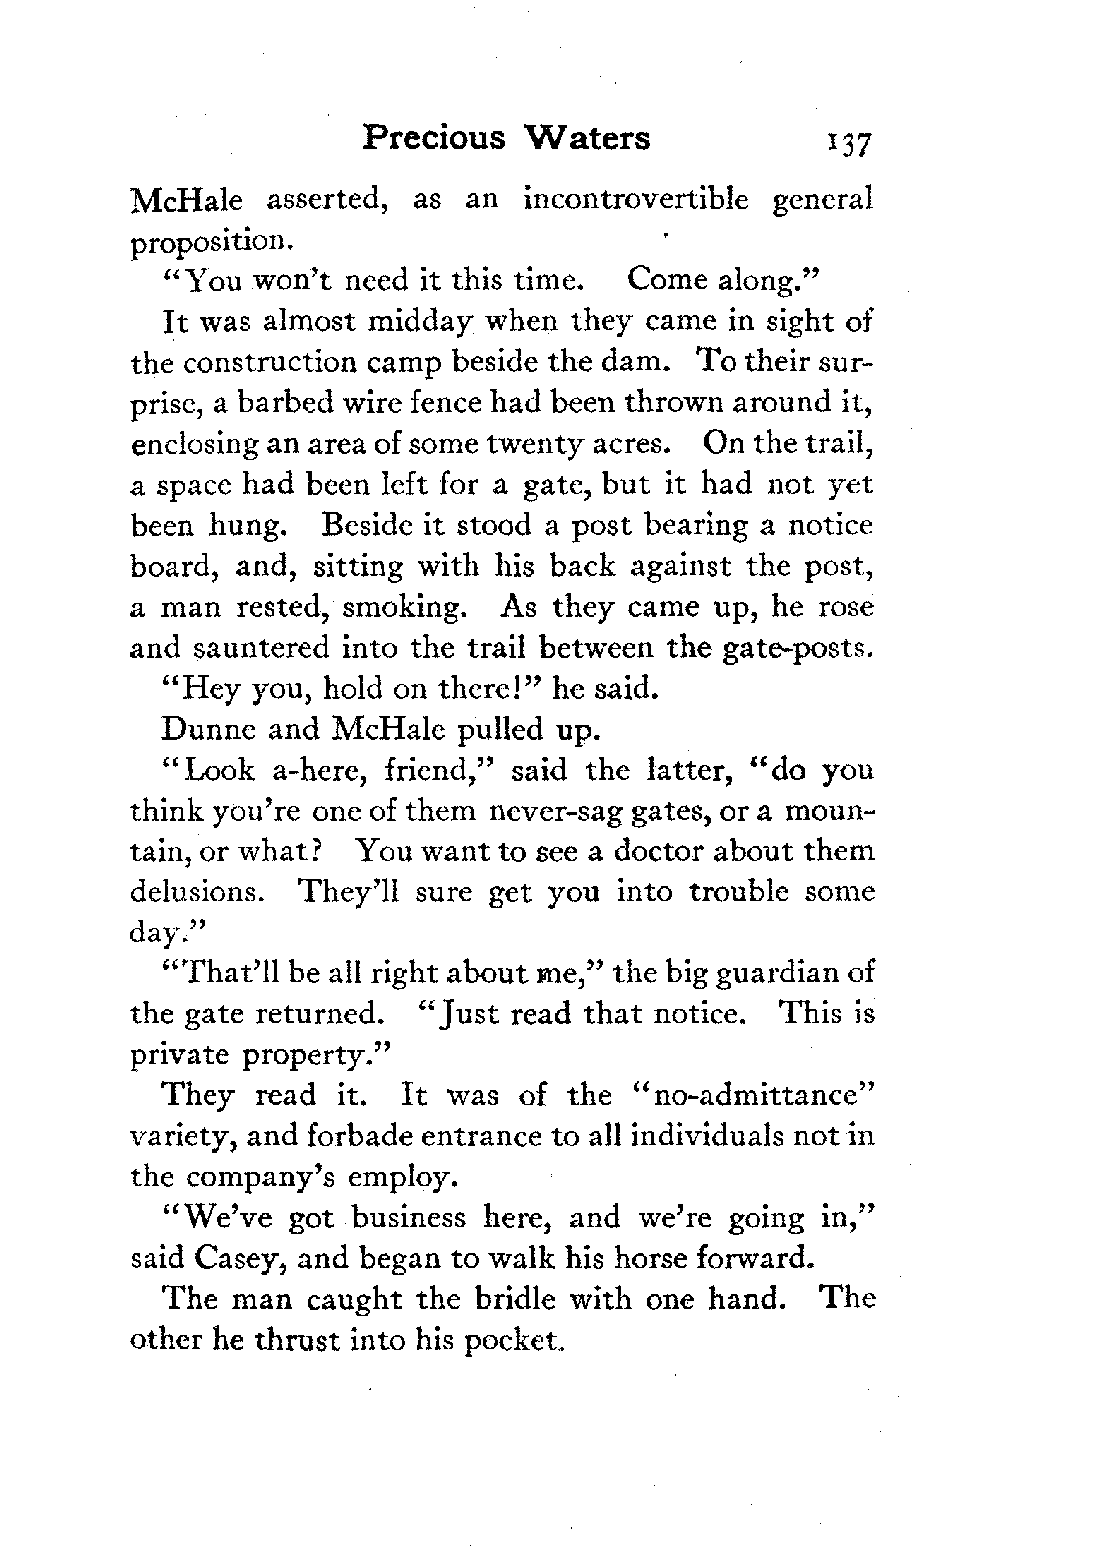 Precious Waters 137
McHale asserted, as an incontrovertible general
proposition.
"You won't need it this time. Come along."
It was almost midday when they came in sight of
the construction camp beside the dam. To their sur-
prise, a barbed wire fence had been thrown around it,
enclosing an area of some twenty acres. On the trail,
a space had been left for a gate, but it had not yet
been hung. Beside it stood a post bearing a notice
board, and, sitting with his back against the post,
a man rested, smoking. As they came up, he rose
and sauntered into the trail between the gate-posts.
"Hey you, hold on there!" he said.
Dunne and McHale pulled up.
"Look a-here, friend," said the latter, "do you
think you're one of them never-sag gates, or a moun-
tain, or what? You want to see a doctor about them
delusions. They'll sure get you into trouble some
day."
"That'll be all right about me," the big guardian of
the gate returned. "Just read that notice. This is
private property."
They read it. It was of the "no-admittance"
variety, and forbade entrance to all individuals not in
the company's employ.
"We've got business here, and we're going in,"
said Casey, and began to walk his horse forward.
The man caught the bridle with one hand. The
other he thrust into his pocket.